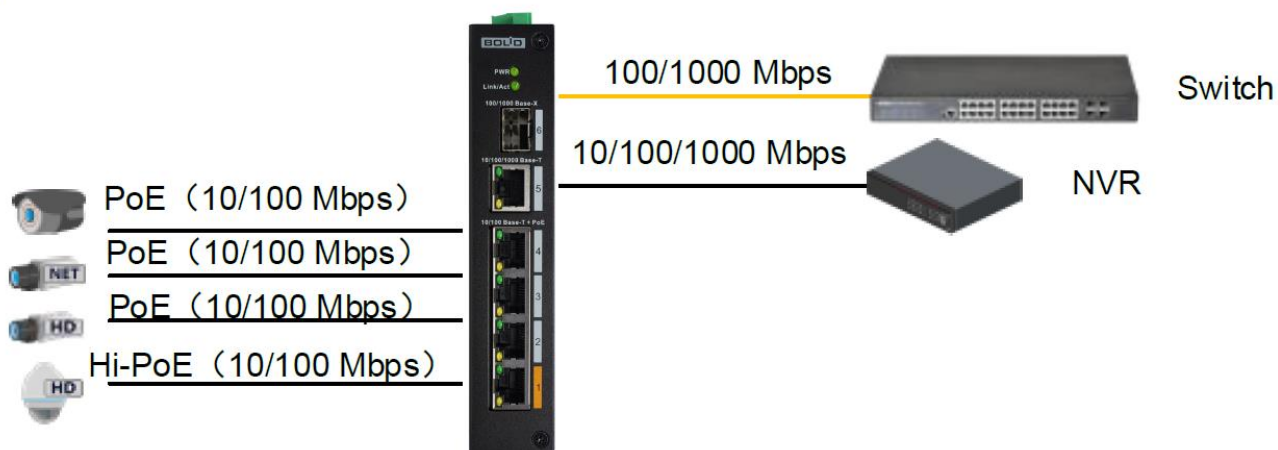 BOLID
PWR
Link/Act
100/1000 Base-X
6
10/100/1000 Base-T
5
10/100 Base-T + PoE
4
3
2
1
100/1000 Mbps
Switch
10/100/1000 Mbps
NVR
PoE（10/100 Mbps）
PoE（10/100 Mbps）
NET
PoE（10/100 Mbps）
HD
Hi-PoE（10/100 Mbps）
HD